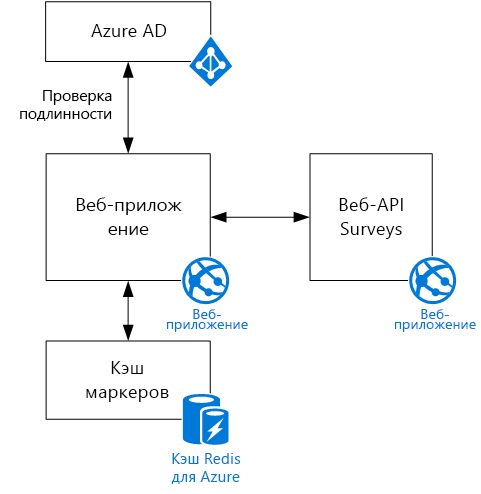 Azure AD
Проверка
подлинности
Веб-прилож
ение
Веб-API
Surveys
Веб-
приложение
Веб-
приложение
Кэш
маркеров
Кэш Redis
для Azure